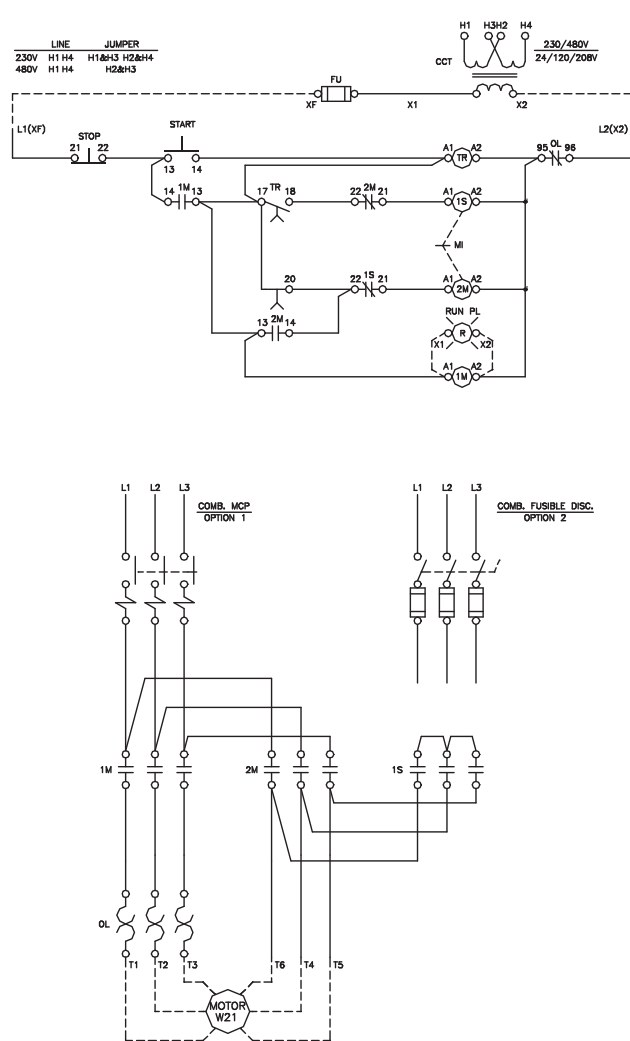 H1 H3H2 H4
LINE JUMPER
230V H1H4 H1&H3 H2&H4
480V H1H4 H2&H3
CCT
230/480V
24/120/208V
FU
XF X1 X2
L1(XF) L2(X2)
STOP START
21 22 13 14 A1 TR A2 95 OL 96
14 1M 13 17 TR 18 22 2M 21 A1 1S A2
MI
20 22 1S 21 A1 2M A2
13 2M 14
RUN PL
X1 R X2
A1 1M A2
L1 L2 L3
COMB. MCP
OPTION 1
L1 L2 L3
COMB. FUSIBLE DISC.
OPTION 2
1M 2M 1S
OL
T1 T2 T3 T6 T4 T5
MOTOR
W21